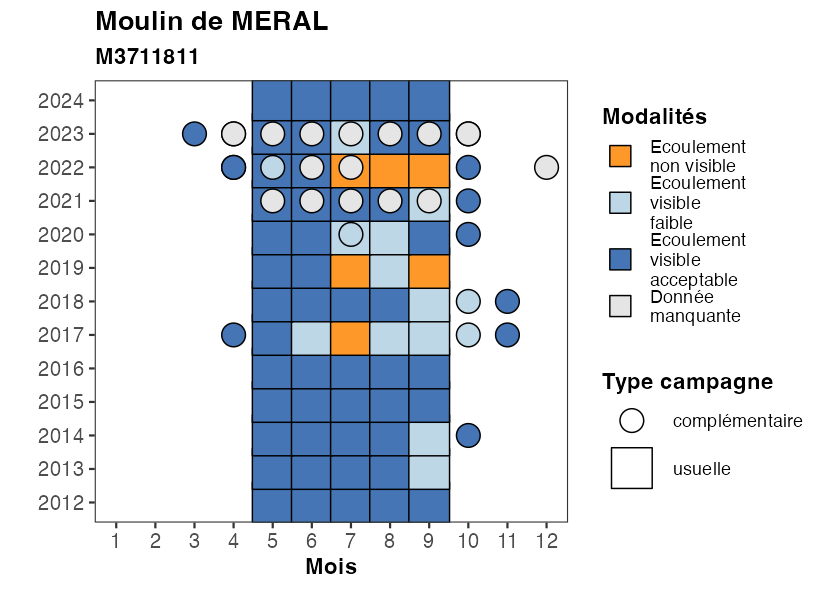 Moulin de MERAL
M3711811
2024
2023
2022
2021
2020
2019
2018
2017
2016
2015
2014
2013
2012
1 2 3 4 5 6 7 8 9 10 11 12
Mois
Modalités
Ecoulement
non visible
Ecoulement
visible
faible
Ecoulement
visible
acceptable
Donnée
manquante
Type campagne
complémentaire
usuelle